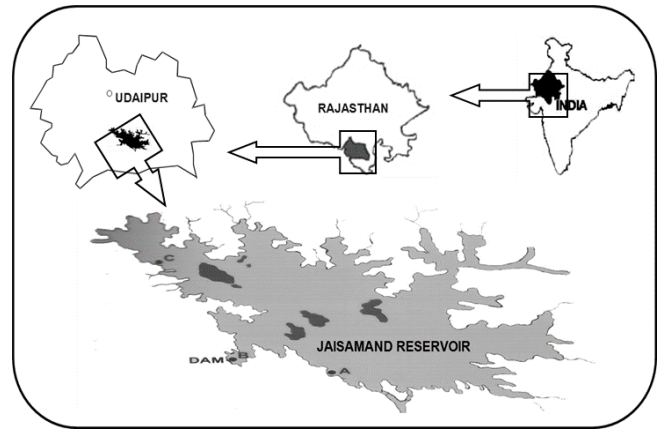 UDAIPUR
RAJASTHAN
INDIA
C
JAISAMAND RESERVOIR
DAM B
A